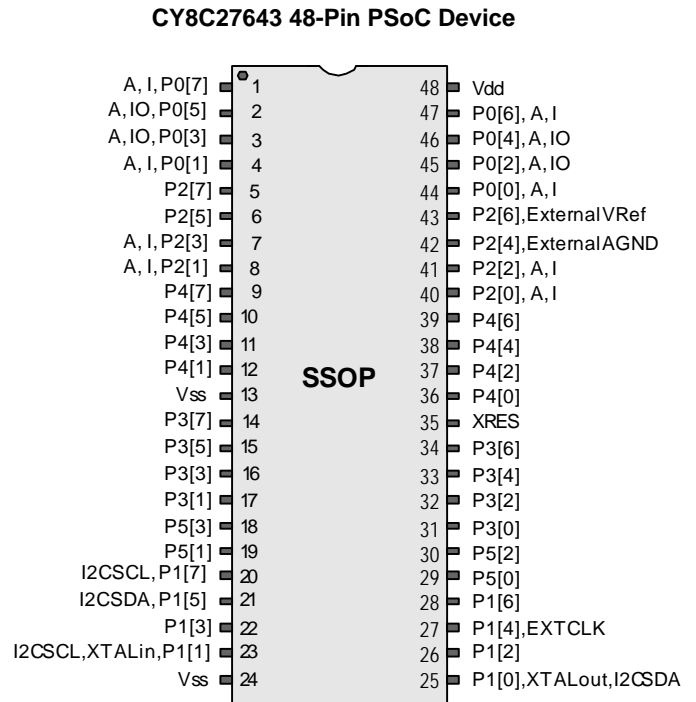 CY8C27643 48-Pin PSoC Device
A, I, P0[7] 1 48 Vdd
A, IO, P0[5] 2 47 P0[6], A, I
A, IO, P0[3] 3 46 P0[4], A, IO
A, I, P0[1] 4 45 P0[2], A, IO
P2[7] 5 44 P0[0], A, I
P2[5] 6 43 P2[6], External VRef
A, I, P2[3] 7 42 P2[4], External AGND
A, I, P2[1] 8 41 P2[2], A, I
P4[7] 9 40 P2[0], A, I
P4[5] 10 39 P4[6]
P4[3] 11 38 P4[4]
P4[1] 12 37 P4[2]
SSOP
Vss 13 36 P4[0]
P3[7] 14 35 XRES
P3[5] 15 34 P3[6]
P3[3] 16 33 P3[4]
P3[1] 17 32 P3[2]
P5[3] 18 31 P3[0]
P5[1] 19 30 P5[2]
I2C SCL, P1[7] 20 29 P5[0]
I2C SDA, P1[5] 21 28 P1[6]
P1[3] 22 27 P1[4], EXTCLK
I2C SCL, XTALin, P1[1] 23 26 P1[2]
Vss 24 25 P1[0], XTALout, I2C SDA